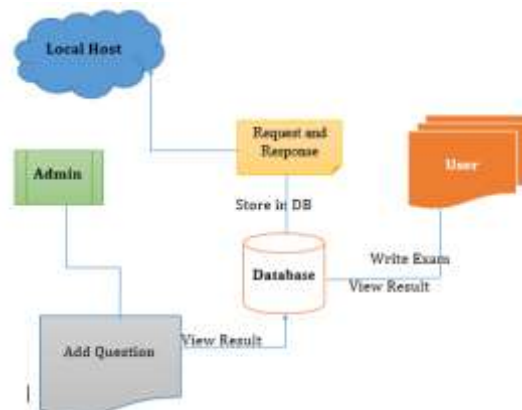 Local Host
Request and
Response
User
Admin
Store in DB
Write Exam
Database
View Result
View Result
Add Question